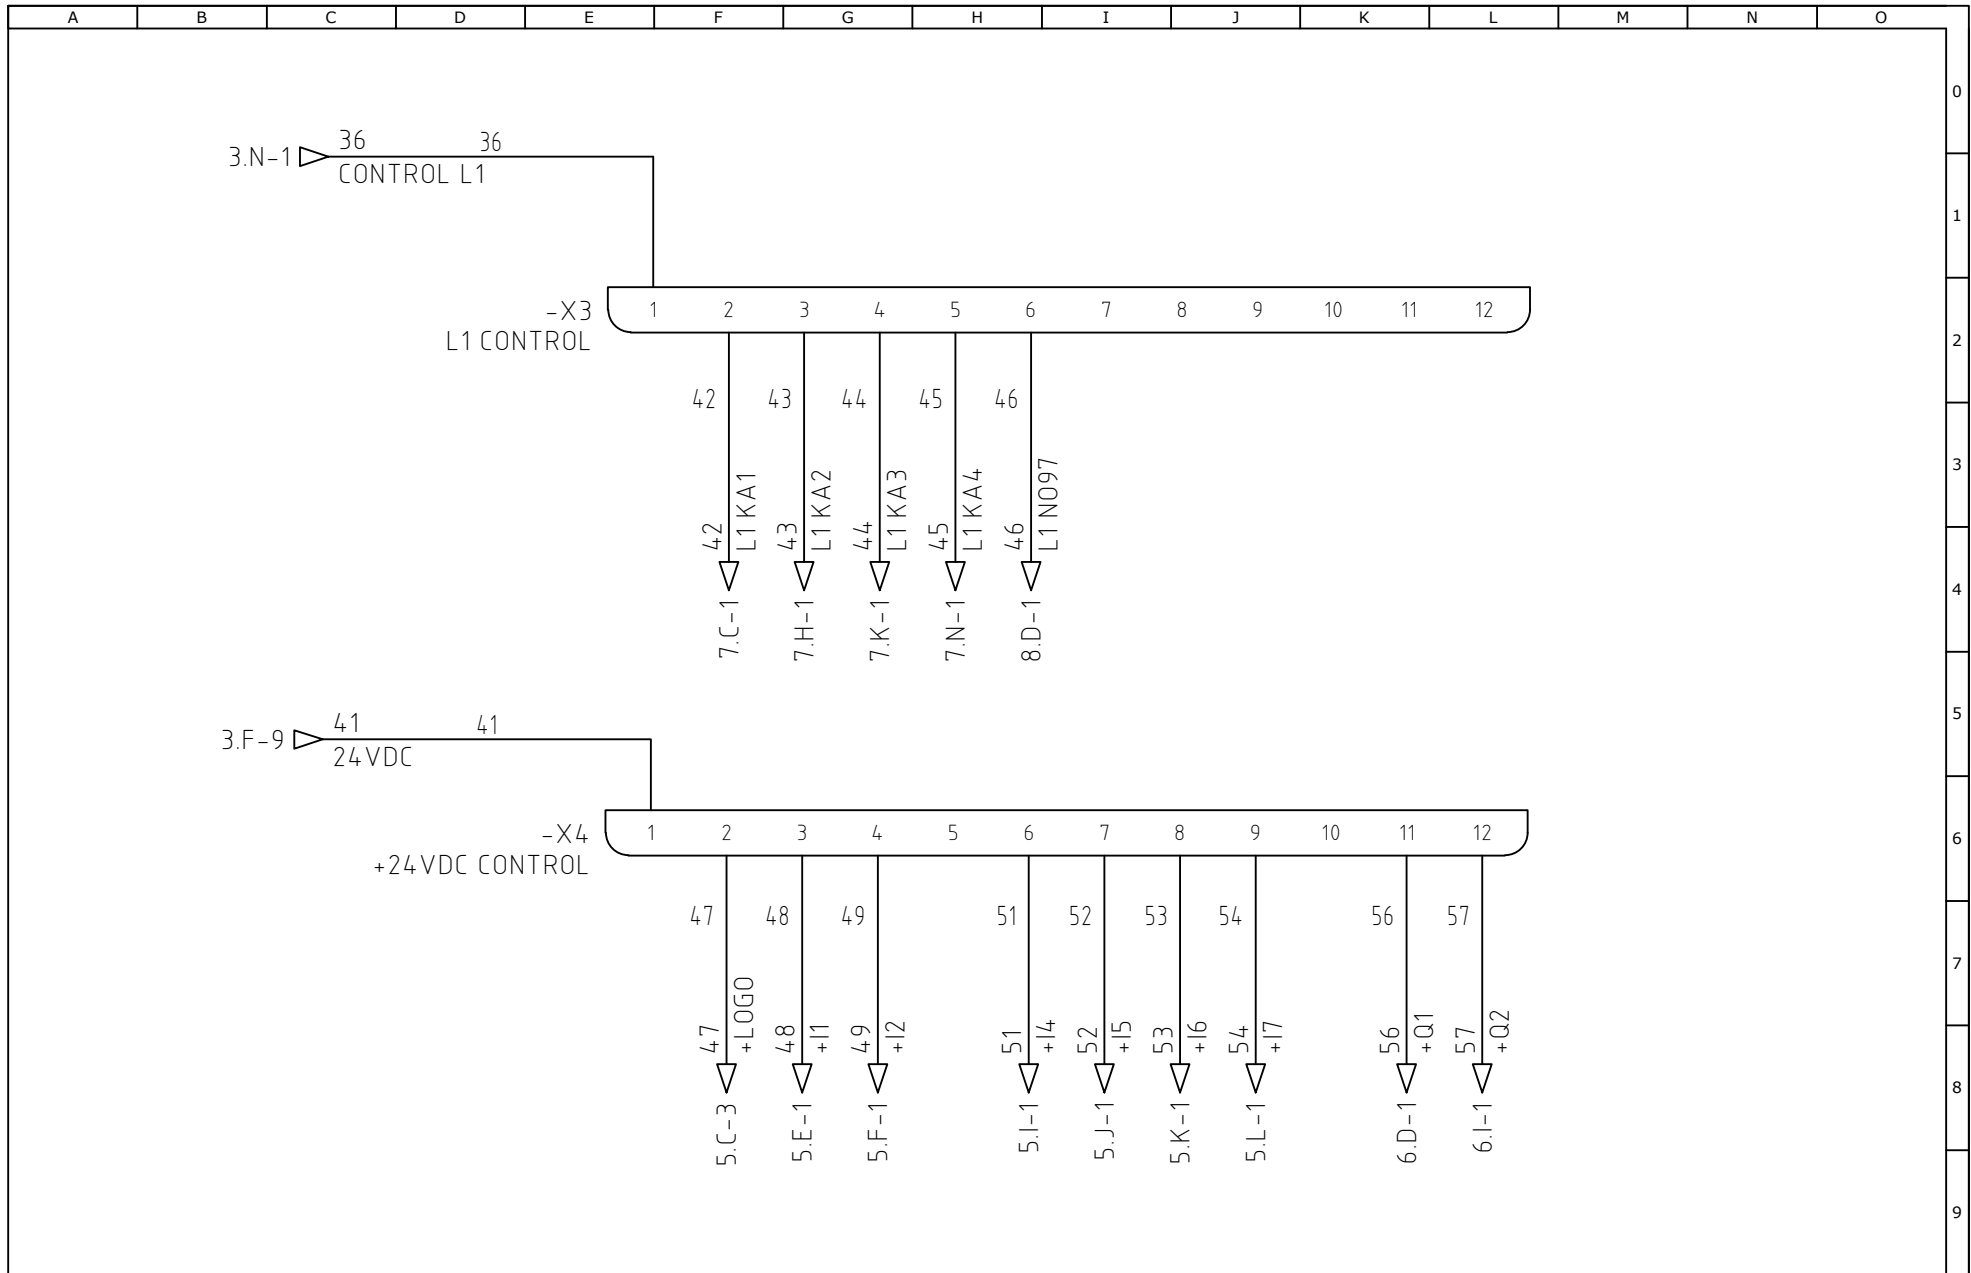 A B C D E F G H I J K L M N O
0
36 36
3.N-1
CONTROL L1
1
-X3 1 2 3 4 5 6 7 8 9 10 11 12
L1 CONTROL
2
42 43 44 45 46
3
42 43 44 45 46
L1 KA1 L1 KA2 L1 KA3 L1 KA4 L1 NO97
4
7.C-1 7.H-1 7.K-1 7.N-1 8.D-1
5
41 41
3.F-9
24VDC
-X4 1 2 3 4 5 6 7 8 9 10 11 12
6
+24VDC CONTROL
47 48 49 51 52 53 54 56 57
7
47 48 49 51 52 53 54 56 57
+LOGO +I1 +I2 +I4 +I5 +I6 +I7 +Q1 +Q2
8
5.C-3 5.E-1 5.F-1 5.I-1 5.J-1 5.K-1 5.L-1 6.D-1 6.I-1
9